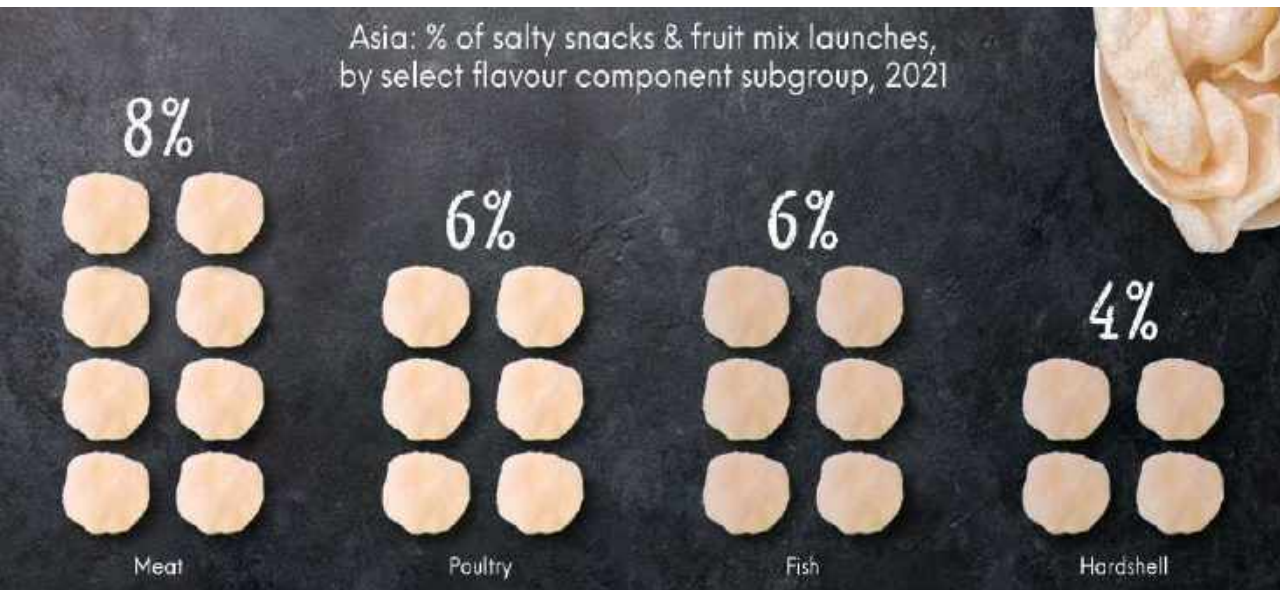 Asia: % of salty snacks & fruit mix launches,
by select flavour component subgroup, 2021
8%
6%
6%
4%
Meat
Poultry
Fish
Hardshell